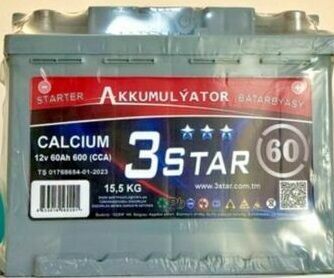 STARTER AKKUMULÝATOR BATAREÝASY
CALCIUM
12v 60Ah 600 (CCA)
TS 01768684-01-2023
3STAR
60
15,5 KG
www.3star.com.tm